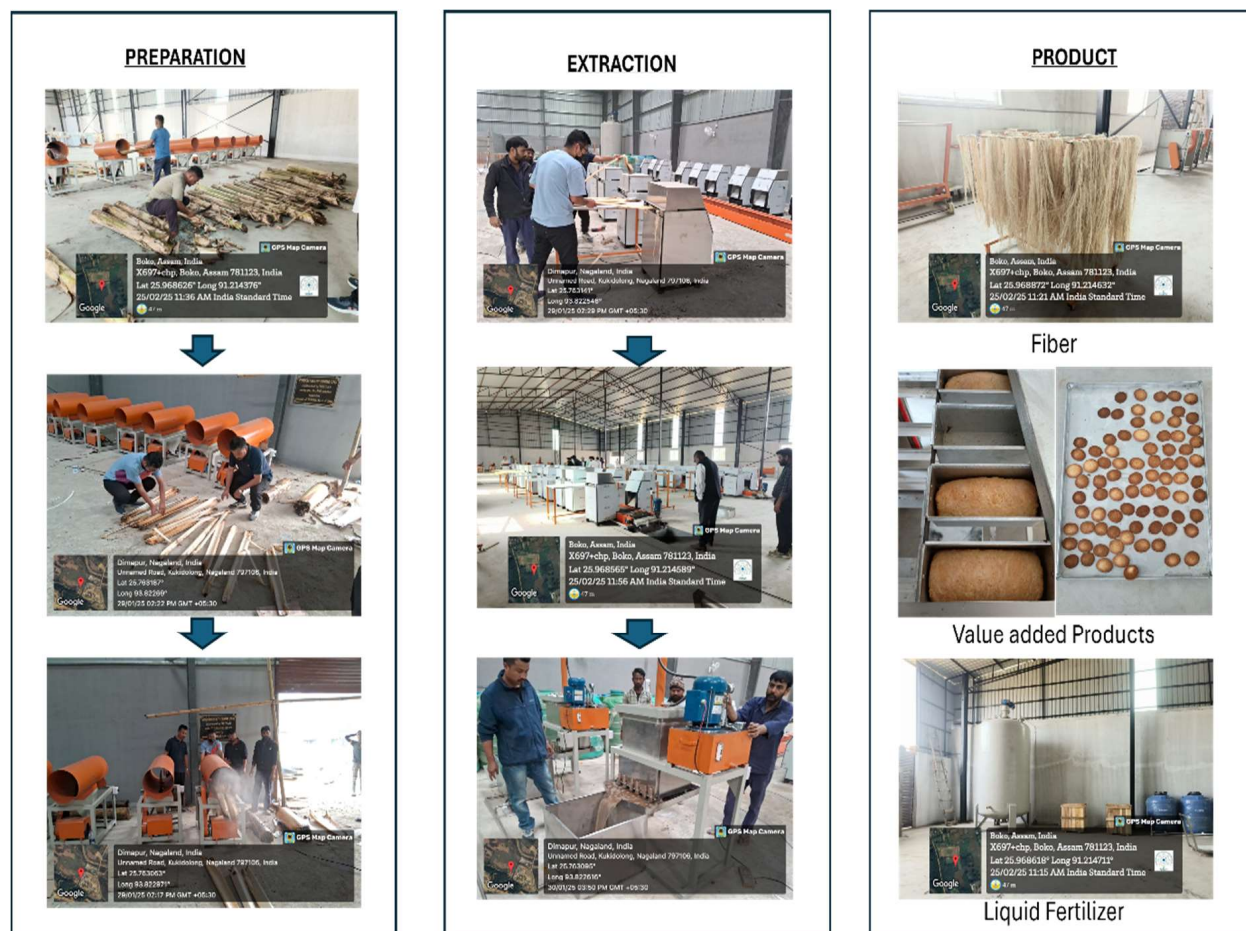 PREPARATION
GPS Map Camera
Boko, Assam, India
X697+chp, Boko, Assam 781123, India
Lat 25.968626° Long 91.214376°
25/02/25 11:36 AM India Standard Time
47 m
Google
GPS Map Camera
Dimapur, Nagaland, India
Unnamed Road, Kukidolong, Nagaland 797106, India
Lat 25.763187°
Long 93.82269°
29/01/25 02:22 PM GMT +05:30
Google
GPS Map Camera
Dimapur, Nagaland, India
Unnamed Road, Kukidolong, Nagaland 797106, India
Lat 25.763063°
Long 93.822871°
29/01/25 02:17 PM GMT +05:30
Google
EXTRACTION
GPS Map Camera
Dimapur, Nagaland, India
Unnamed Road, Kukidolong, Nagaland 797106, India
Lat 25.763141°
Long 93.822546°
29/01/25 02:29 PM GMT +05:30
Google
GPS Map Camera
Boko, Assam, India
X697+chp, Boko, Assam 781123, India
Lat 25.968565° Long 91.214589°
25/02/25 11:56 AM India Standard Time
47 m
Google
GPS Map Camera
Dimapur, Nagaland, India
Unnamed Road, Kukidolong, Nagaland 797106, India
Lat 25.763082°
Long 93.822616°
30/01/25 03:50 PM GMT +05:30
Google
PRODUCT
GPS Map Camera
Boko, Assam, India
X697+chp, Boko, Assam 781123, India
Lat 25.968872° Long 91.214632°
25/02/25 11:21 AM India Standard Time
47 m
Google
Fiber
Value added Products
GPS Map Camera
Boko, Assam, India
X697+chp, Boko, Assam 781123, India
Lat 25.968618° Long 91.214711°
25/02/25 11:15 AM India Standard Time
47 m
Google
Liquid Fertilizer